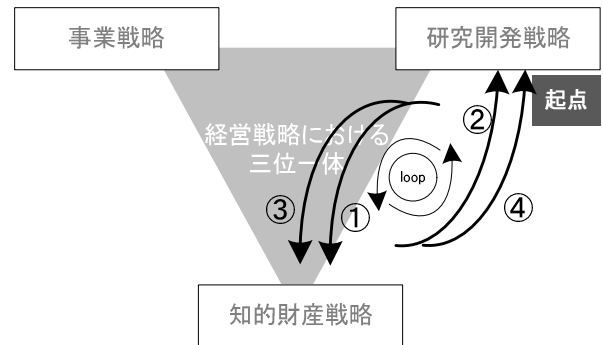 事業戦略
研究開発戦略
起点
経営戦略における
三位一体
②
loop
③
①
④
知的財産戦略